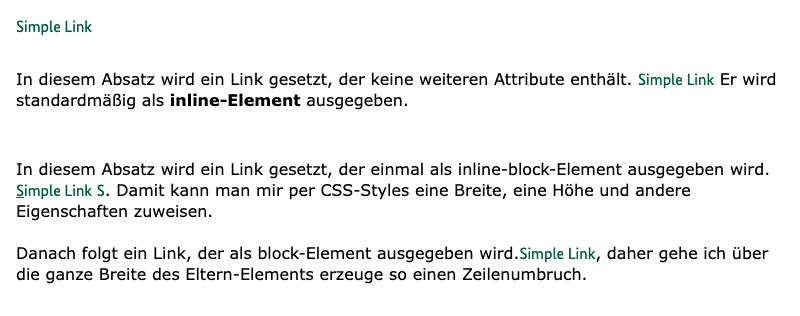 Simple Link
In diesem Absatz wird ein Link gesetzt, der keine weiteren Attribute enthält. Simple Link Er wird
standardmäßig als inline-Element ausgegeben.
In diesem Absatz wird ein Link gesetzt, der einmal als inline-block-Element ausgegeben wird.
Simple Link S. Damit kann man mir per CSS-Styles eine Breite, eine Höhe und andere
Eigenschaften zuweisen.
Danach folgt ein Link, der als block-Element ausgegeben wird.Simple Link, daher gehe ich über
die ganze Breite des Eltern-Elements erzeuge so einen Zeilenumbruch.